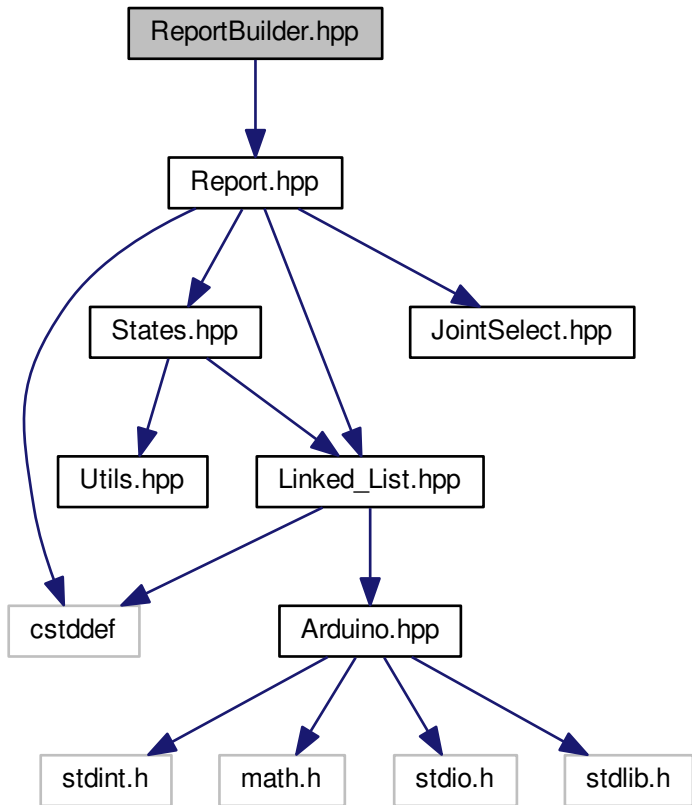 ReportBuilder.hpp
Report.hpp
States.hpp
JointSelect.hpp
Utils.hpp
Linked_List.hpp
cstddef
Arduino.hpp
stdint.h
math.h
stdio.h
stdlib.h